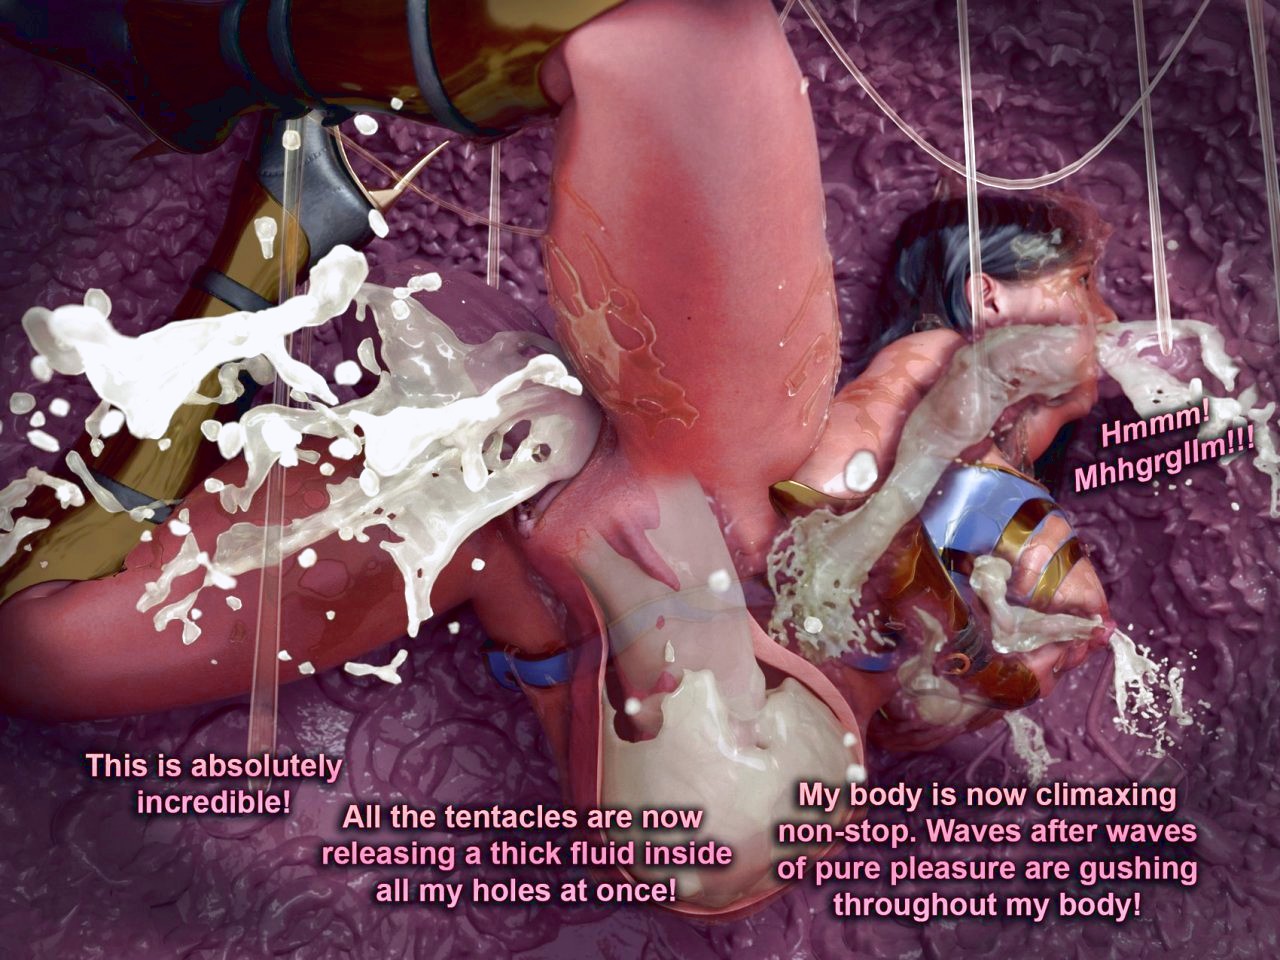 Hmmm!
Mhhgrgllm!!!
This is absolutely
incredible!
All the tentacles are now
releasing a thick fluid inside
all my holes at once!
My body is now climaxing
non-stop. Waves after waves
of pure pleasure are gushing
throughout my body!